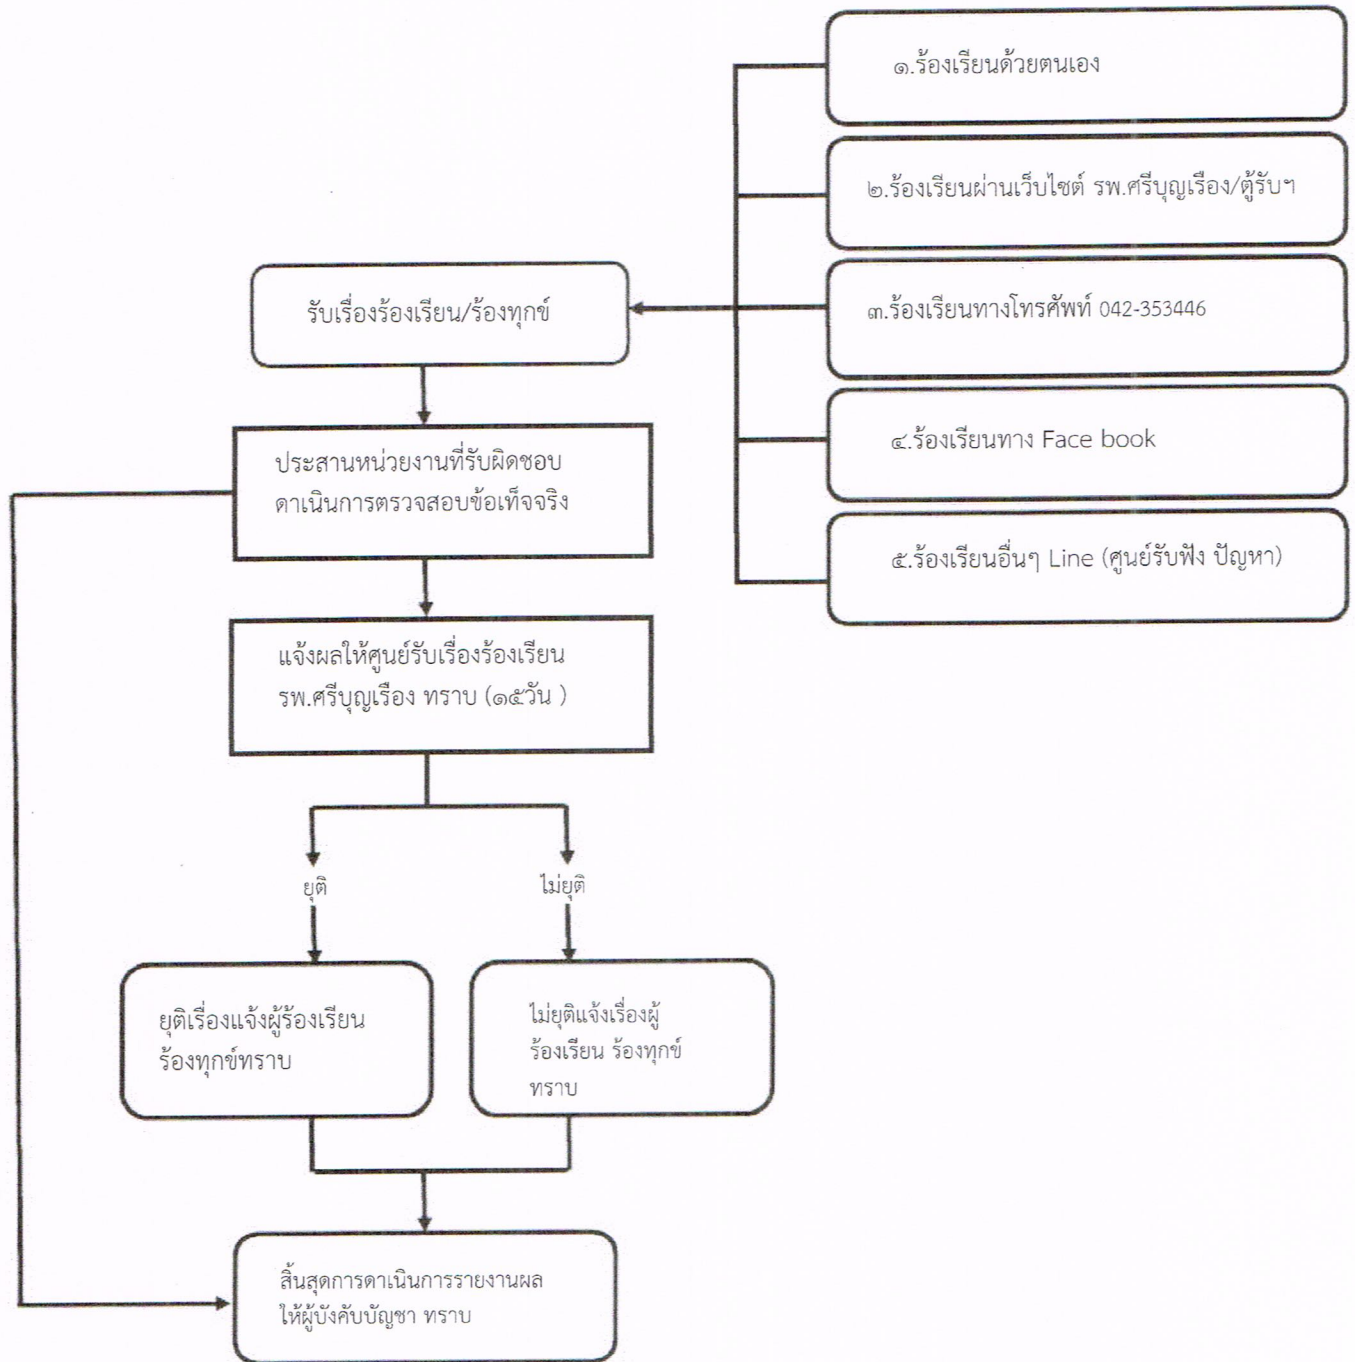 ๑.ร้องเรียนด้วยตนเอง
๒.ร้องเรียนผ่านเว็บไซต์ รพ.ศรีบุญเรือง/ตู้รับฯ
รับเรื่องร้องเรียน/ร้องทุกข์
๓.ร้องเรียนทางโทรศัพท์ 042-353446
๔.ร้องเรียนทาง Face book
๕.ร้องเรียนอื่นๆ Line (ศูนย์รับฟัง ปัญหา)
ประสานหน่วยงานที่รับผิดชอบ
ดาเนินการตรวจสอบข้อเท็จจริง
แจ้งผลให้ศูนย์รับเรื่องร้องเรียน
รพ.ศรีบุญเรือง ทราบ (๑๕วัน )
ยุติ
ไม่ยุติ
ยุติเรื่องแจ้งผู้ร้องเรียน
ร้องทุกข์ทราบ
ไม่ยุติแจ้งเรื่องผู้
ร้องเรียน ร้องทุกข์
ทราบ
สิ้นสุดการดาเนินการรายงานผล
ให้ผู้บังคับบัญชา ทราบ